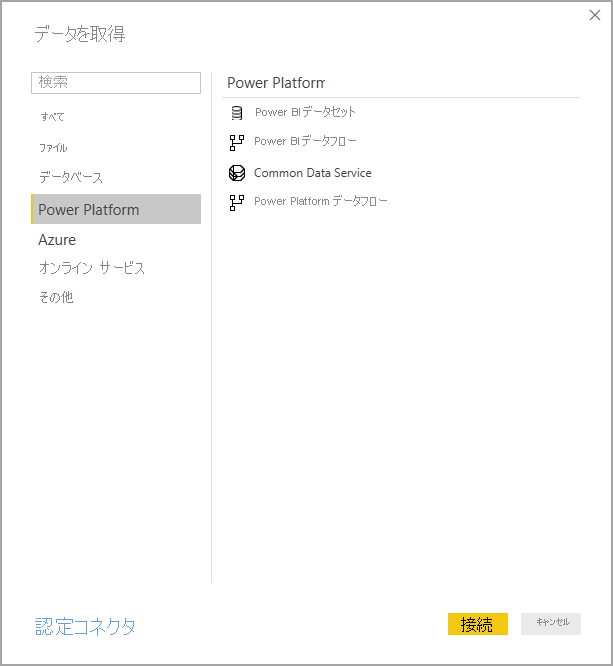 データを取得
検索
すべて
ファイル
データベース
Power Platform
Azure
オンライン サービス
その他
Power Platform
Power BIデータセット
Power BIデータフロー
Common Data Service
Power Platform データフロー
認定コネクタ
接続
キャンセル